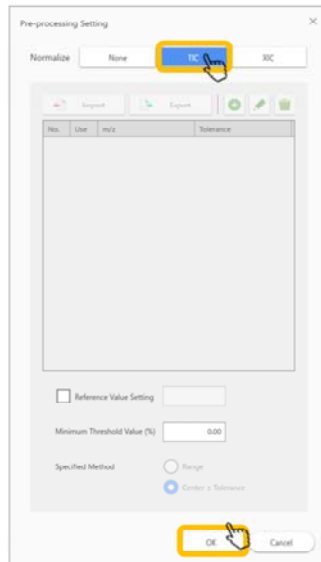 Pre-processing Setting
Normalize None TIC XIC
Import Export
No. Use m/z Tolerance
Reference Value Setting
Minimum Threshold Value (%) 0.00
Specified Method Range
Center ± Tolerance
OK Cancel